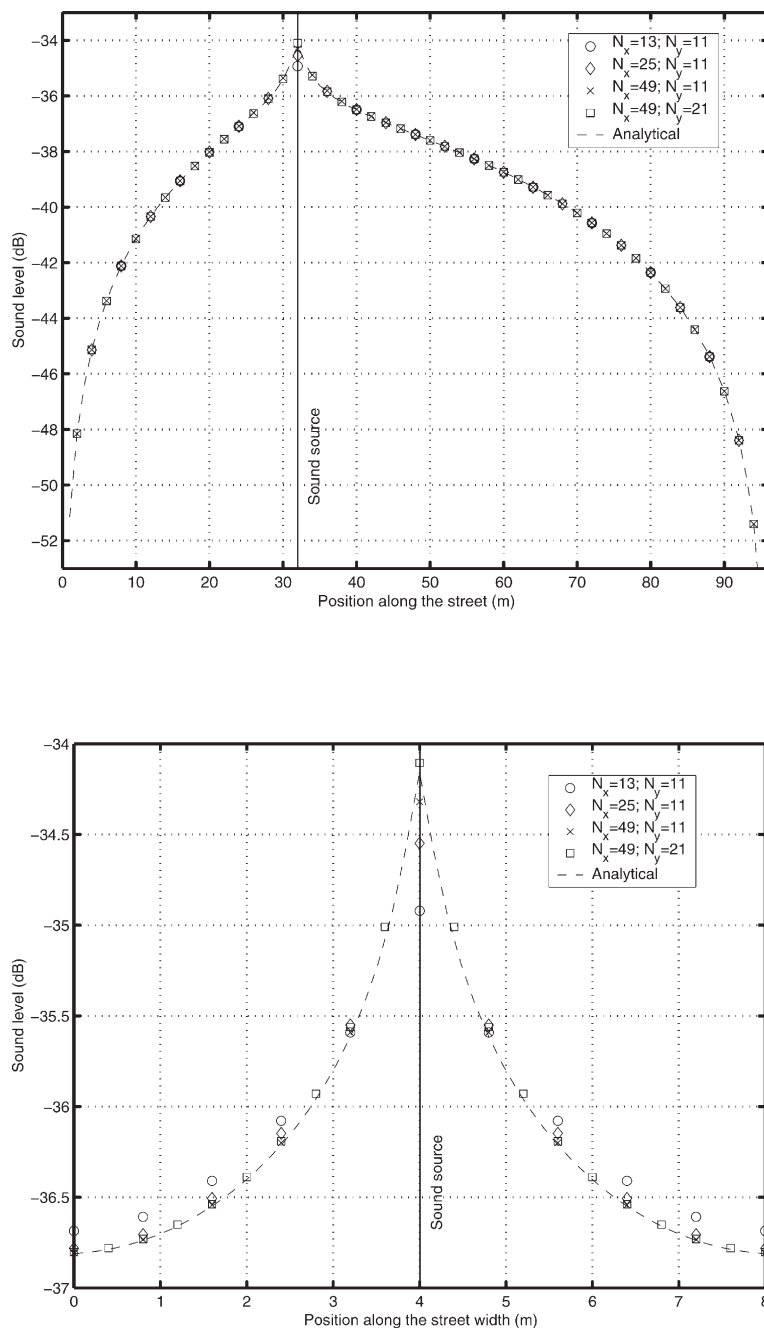 −34
−36
−38
−40
−42
−44
−46
−48
−50
−52
Sound level (dB)
N_x=13; N_y=11
N_x=25; N_y=11
N_x=49; N_y=11
N_x=49; N_y=21
Analytical
Sound source
0 10 20 30 40 50 60 70 80 90
Position along the street (m)
−34
−34.5
−35
−35.5
−36
−36.5
−37
Sound level (dB)
N_x=13; N_y=11
N_x=25; N_y=11
N_x=49; N_y=11
N_x=49; N_y=21
Analytical
Sound source
0 1 2 3 4 5 6 7 8
Position along the street width (m)